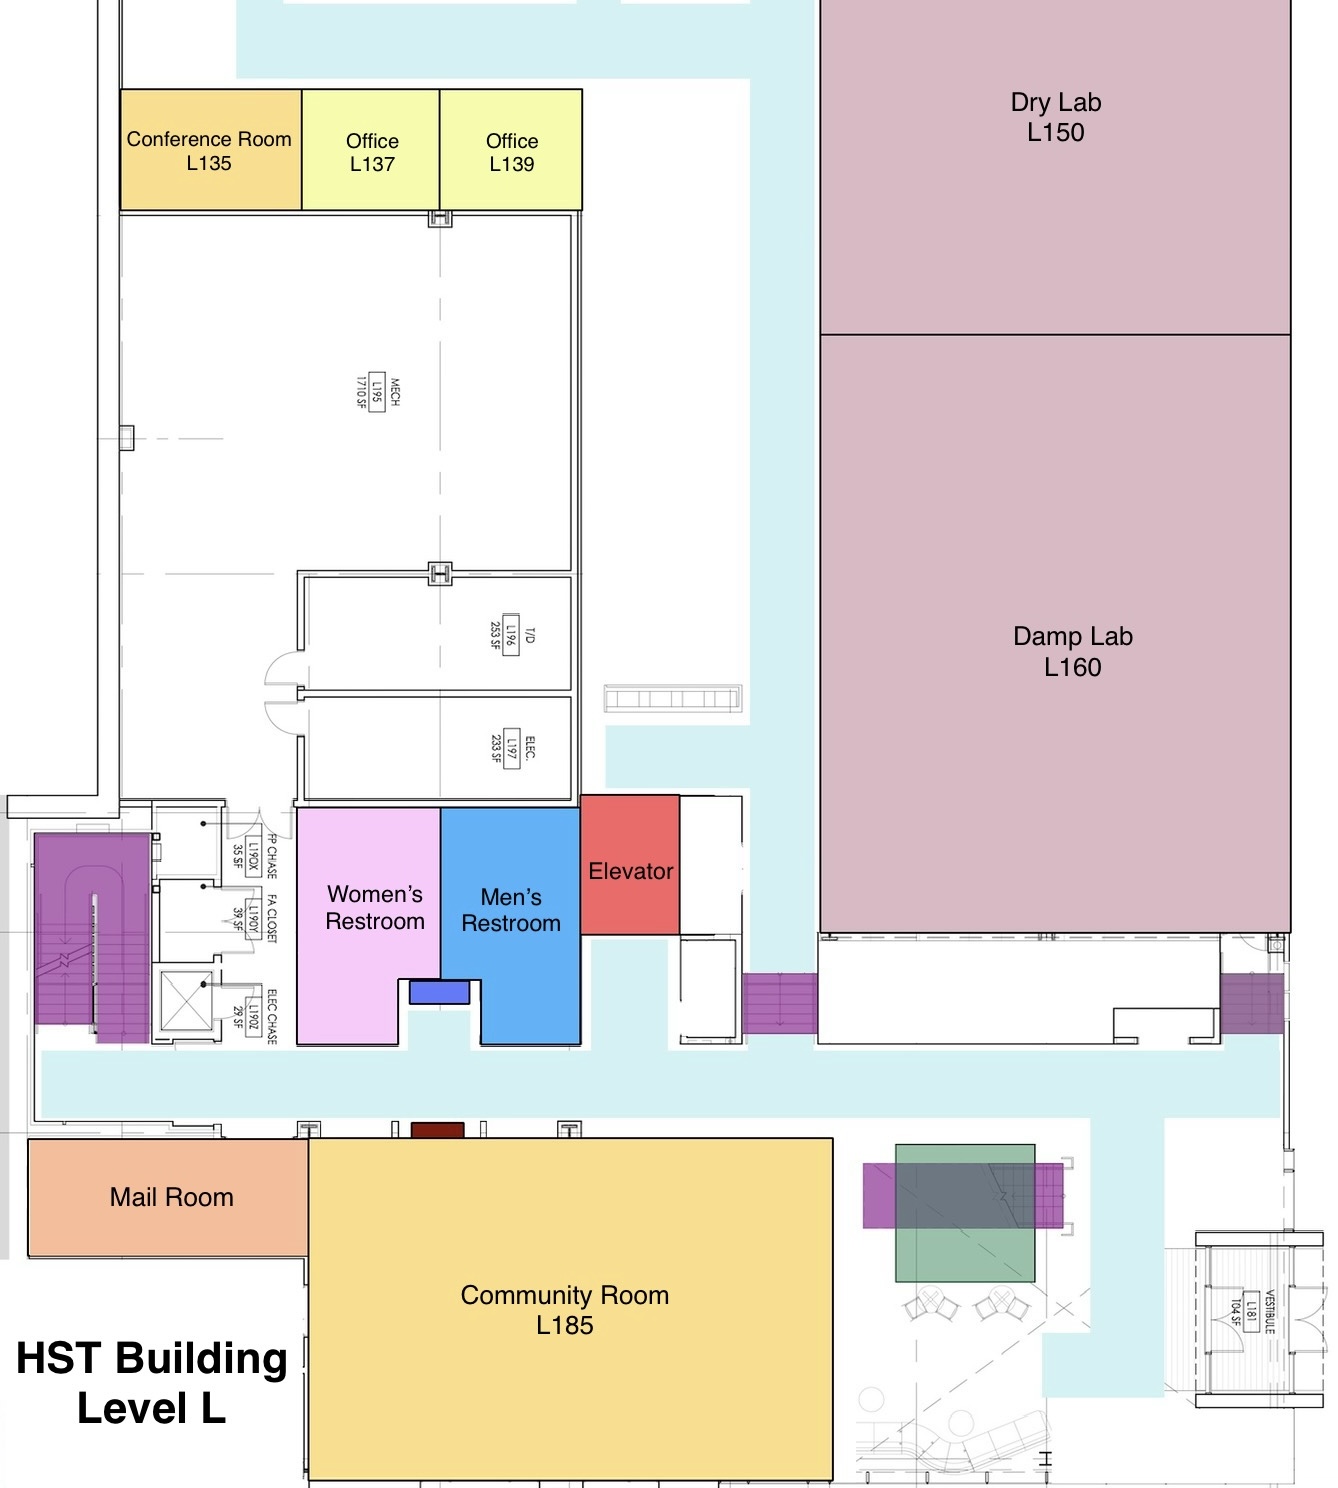 Dry Lab
L150
Conference Room
L135
Office
L137
Office
L139
MECH
L195
1710 SF
T/D
L196
253 SF
Damp Lab
L160
ELEC.
L197
233 SF
FP CHASE
L190X
35 SF
FA CLOSET
L190Y
39 SF
ELEC CHASE
L190Z
29 SF
Women's
Restroom
Men's
Restroom
Elevator
Mail Room
Community Room
L185
VESTIBULE
L181
104 SF
HST Building
Level L